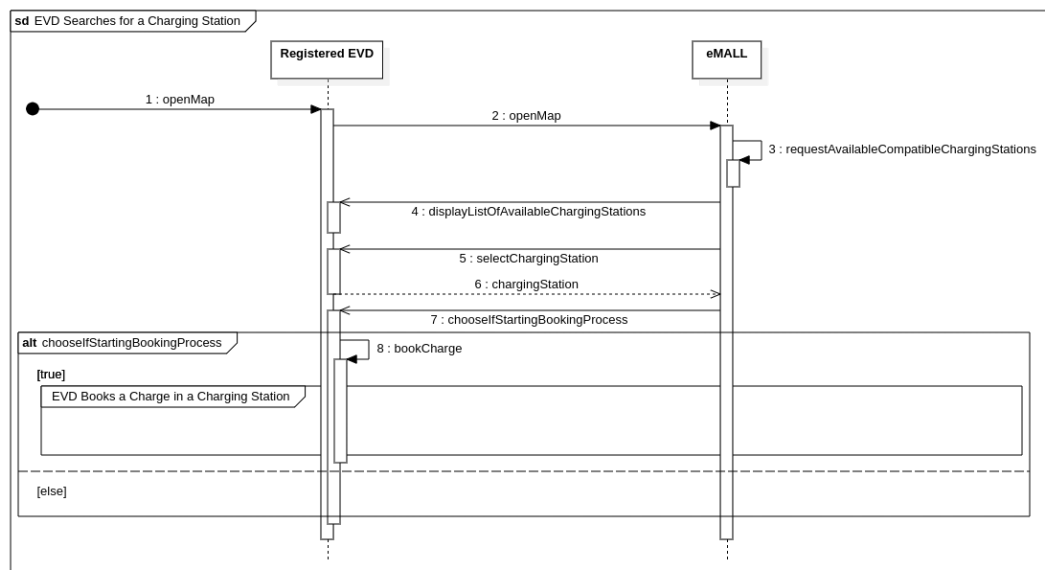 sd EVD Searches for a Charging Station
Registered EVD
eMALL
1 : openMap
2 : openMap
3 : requestAvailableCompatibleChargingStations
4 : displayListOfAvailableChargingStations
5 : selectChargingStation
6 : chargingStation
7 : chooseIfStartingBookingProcess
alt chooseIfStartingBookingProcess
8 : bookCharge
[true]
EVD Books a Charge in a Charging Station
[else]